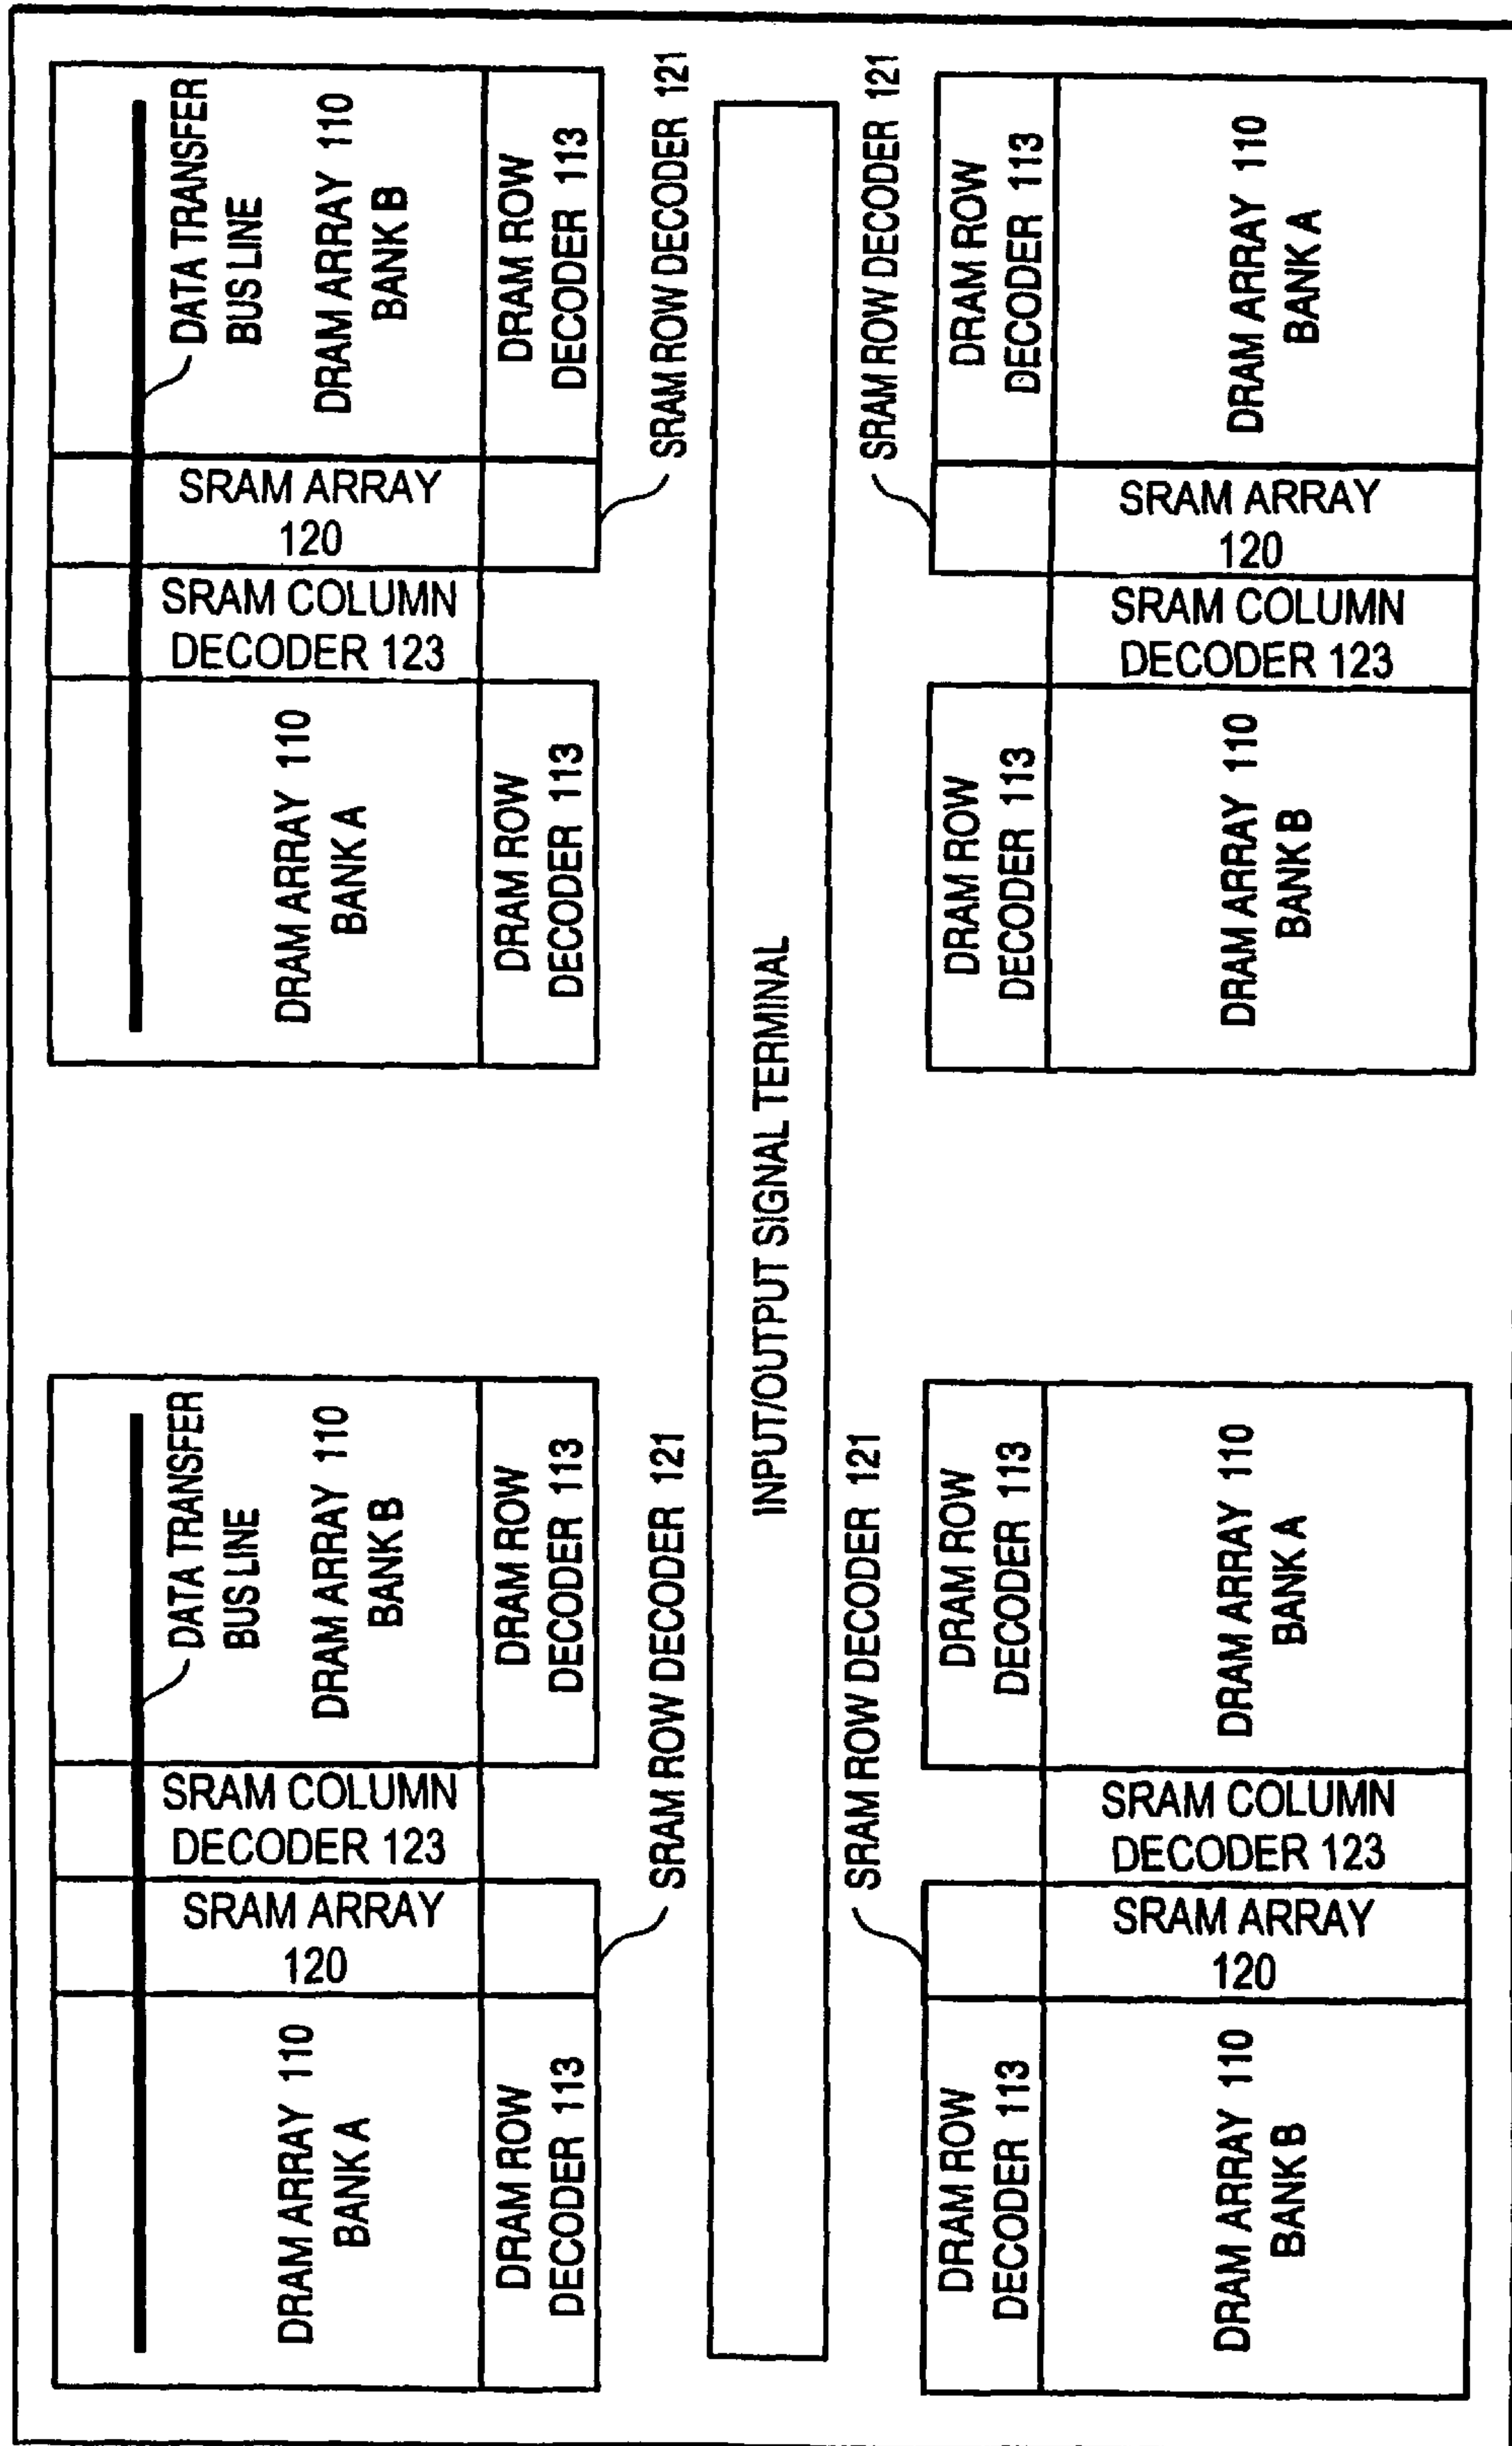 DATA TRANSFER
BUS LINE
DRAM ARRAY 110
BANK A
SRAM ARRAY
120
SRAM COLUMN
DECODER 123
DRAM ARRAY 110
BANK B
DRAM ROW
DECODER 113
DRAM ROW
DECODER 113
SRAM ROW DECODER 121
DATA TRANSFER
BUS LINE
DRAM ARRAY 110
BANK A
SRAM COLUMN
DECODER 123
SRAM ARRAY
120
DRAM ARRAY 110
BANK B
DRAM ROW
DECODER 113
DRAM ROW
DECODER 113
SRAM ROW DECODER 121
INPUT/OUTPUT SIGNAL TERMINAL
SRAM ROW DECODER 121
DRAM ROW
DECODER 113
DRAM ROW
DECODER 113
DRAM ARRAY 110
BANK B
SRAM ARRAY
120
SRAM COLUMN
DECODER 123
DRAM ARRAY 110
BANK A
SRAM ROW DECODER 121
DRAM ROW
DECODER 113
DRAM ROW
DECODER 113
DRAM ARRAY 110
BANK B
SRAM COLUMN
DECODER 123
SRAM ARRAY
120
DRAM ARRAY 110
BANK A